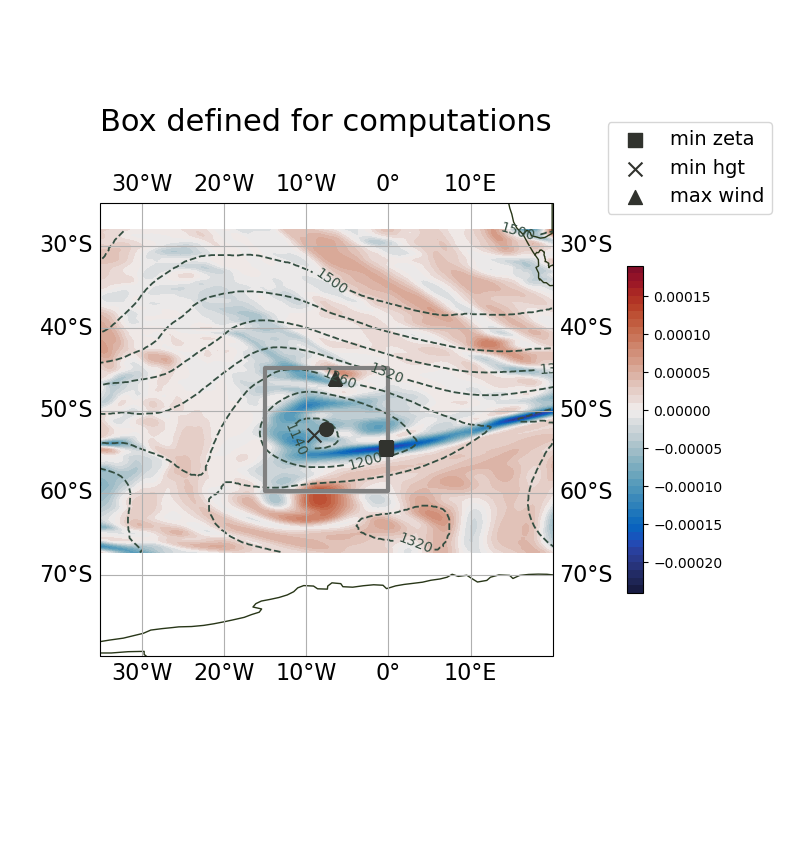 Box defined for computations
min zeta
min hgt
max wind
30°W 20°W 10°W 0° 10°E
30°S 30°S
40°S 40°S
50°S 50°S
60°S 60°S
70°S 70°S
1500
1500
1320
1260
1140
1200
1320
0.00015
0.00010
0.00005
0.00000
−0.00005
−0.00010
−0.00015
−0.00020
30°W 20°W 10°W 0° 10°E